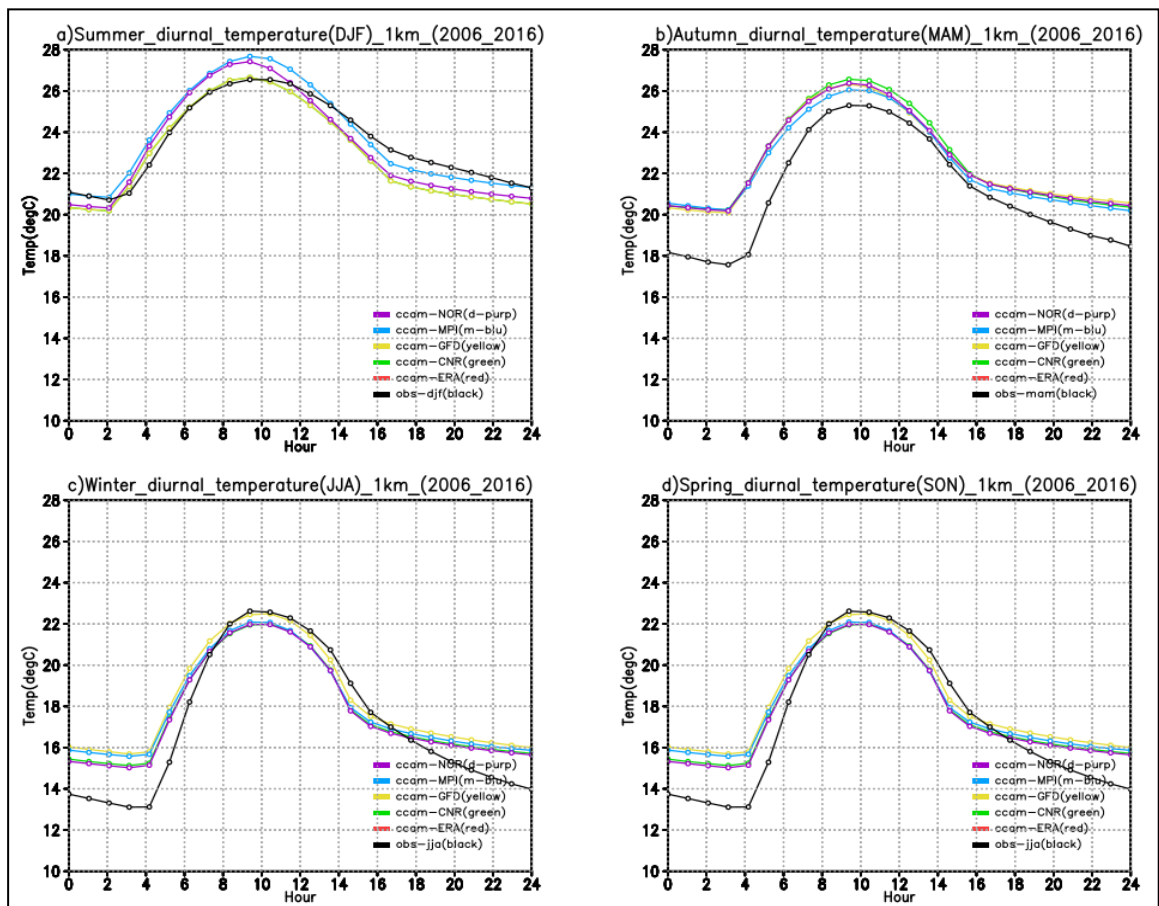 a)Summer_diurnal_temperature(DJF)_1km_(2006_2016)
28
26
24
22
20
18
16
14
12
10
Temp(degC)
ccam-NOR(d-purp)
ccam-MPI(m-blu)
ccam-GFD(yellow)
ccam-CNR(green)
ccam-ERA(red)
obs-djf(black)
0 2 4 6 8 10 12 14 16 18 20 22 24
Hour
b)Autumn_diurnal_temperature(MAM)_1km_(2006_2016)
28
26
24
22
20
18
16
14
12
10
Temp(degC)
ccam-NOR(d-purp)
ccam-MPI(m-blu)
ccam-GFD(yellow)
ccam-CNR(green)
ccam-ERA(red)
obs-mam(black)
0 2 4 6 8 10 12 14 16 18 20 22 24
Hour
c)Winter_diurnal_temperature(JJA)_1km_(2006_2016)
28
26
24
22
20
18
16
14
12
10
Temp(degC)
ccam-NOR(d-purp)
ccam-MPI(m-blu)
ccam-GFD(yellow)
ccam-CNR(green)
ccam-ERA(red)
obs-jja(black)
0 2 4 6 8 10 12 14 16 18 20 22 24
Hour
d)Spring_diurnal_temperature(SON)_1km_(2006_2016)
28
26
24
22
20
18
16
14
12
10
Temp(degC)
ccam-NOR(d-purp)
ccam-MPI(m-blu)
ccam-GFD(yellow)
ccam-CNR(green)
ccam-ERA(red)
obs-jja(black)
0 2 4 6 8 10 12 14 16 18 20 22 24
Hour